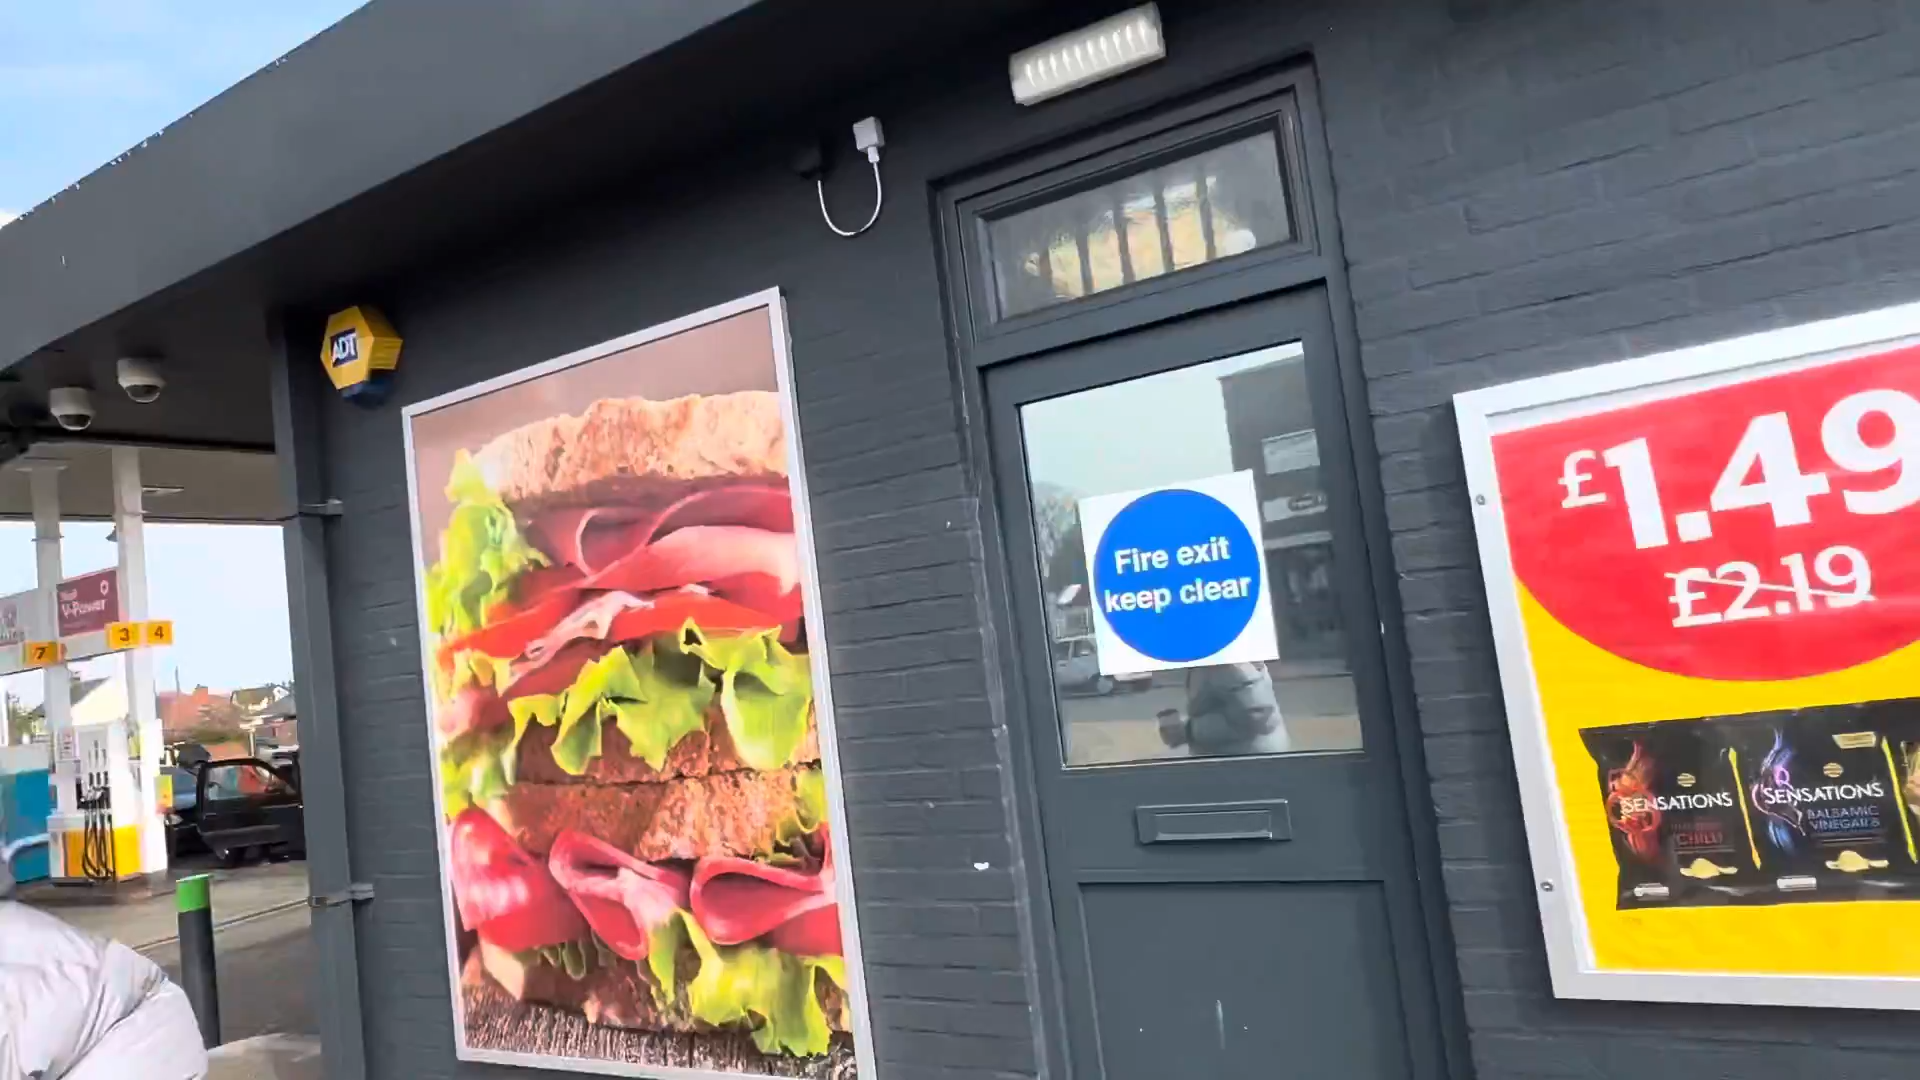 ADT
V-Power
7
3
4
Fire exit
keep clear
£1.49
£2.19
SENSATIONS
CHILLI
SENSATIONS
BALSAMIC
VINEGAR &